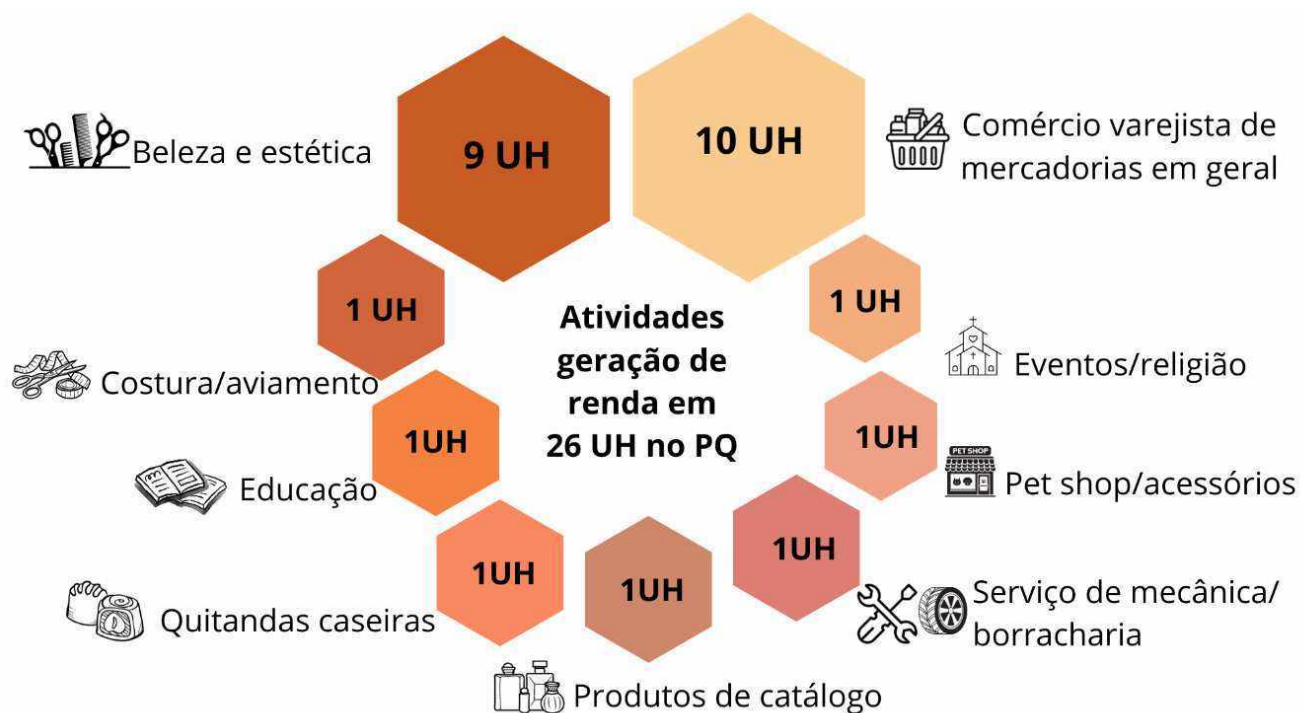 9 UH
10 UH
Beleza e estética
Comércio varejista de
mercadorias em geral
1 UH
1 UH
Atividades
geração de
renda em
26 UH no PQ
Costura/aviamento
Eventos/religião
1UH
1UH
Educação
PET SHOP
Pet shop/acessórios
1UH
1UH
1UH
Quitandas caseiras
Serviço de mecânica/
borracharia
Produtos de catálogo